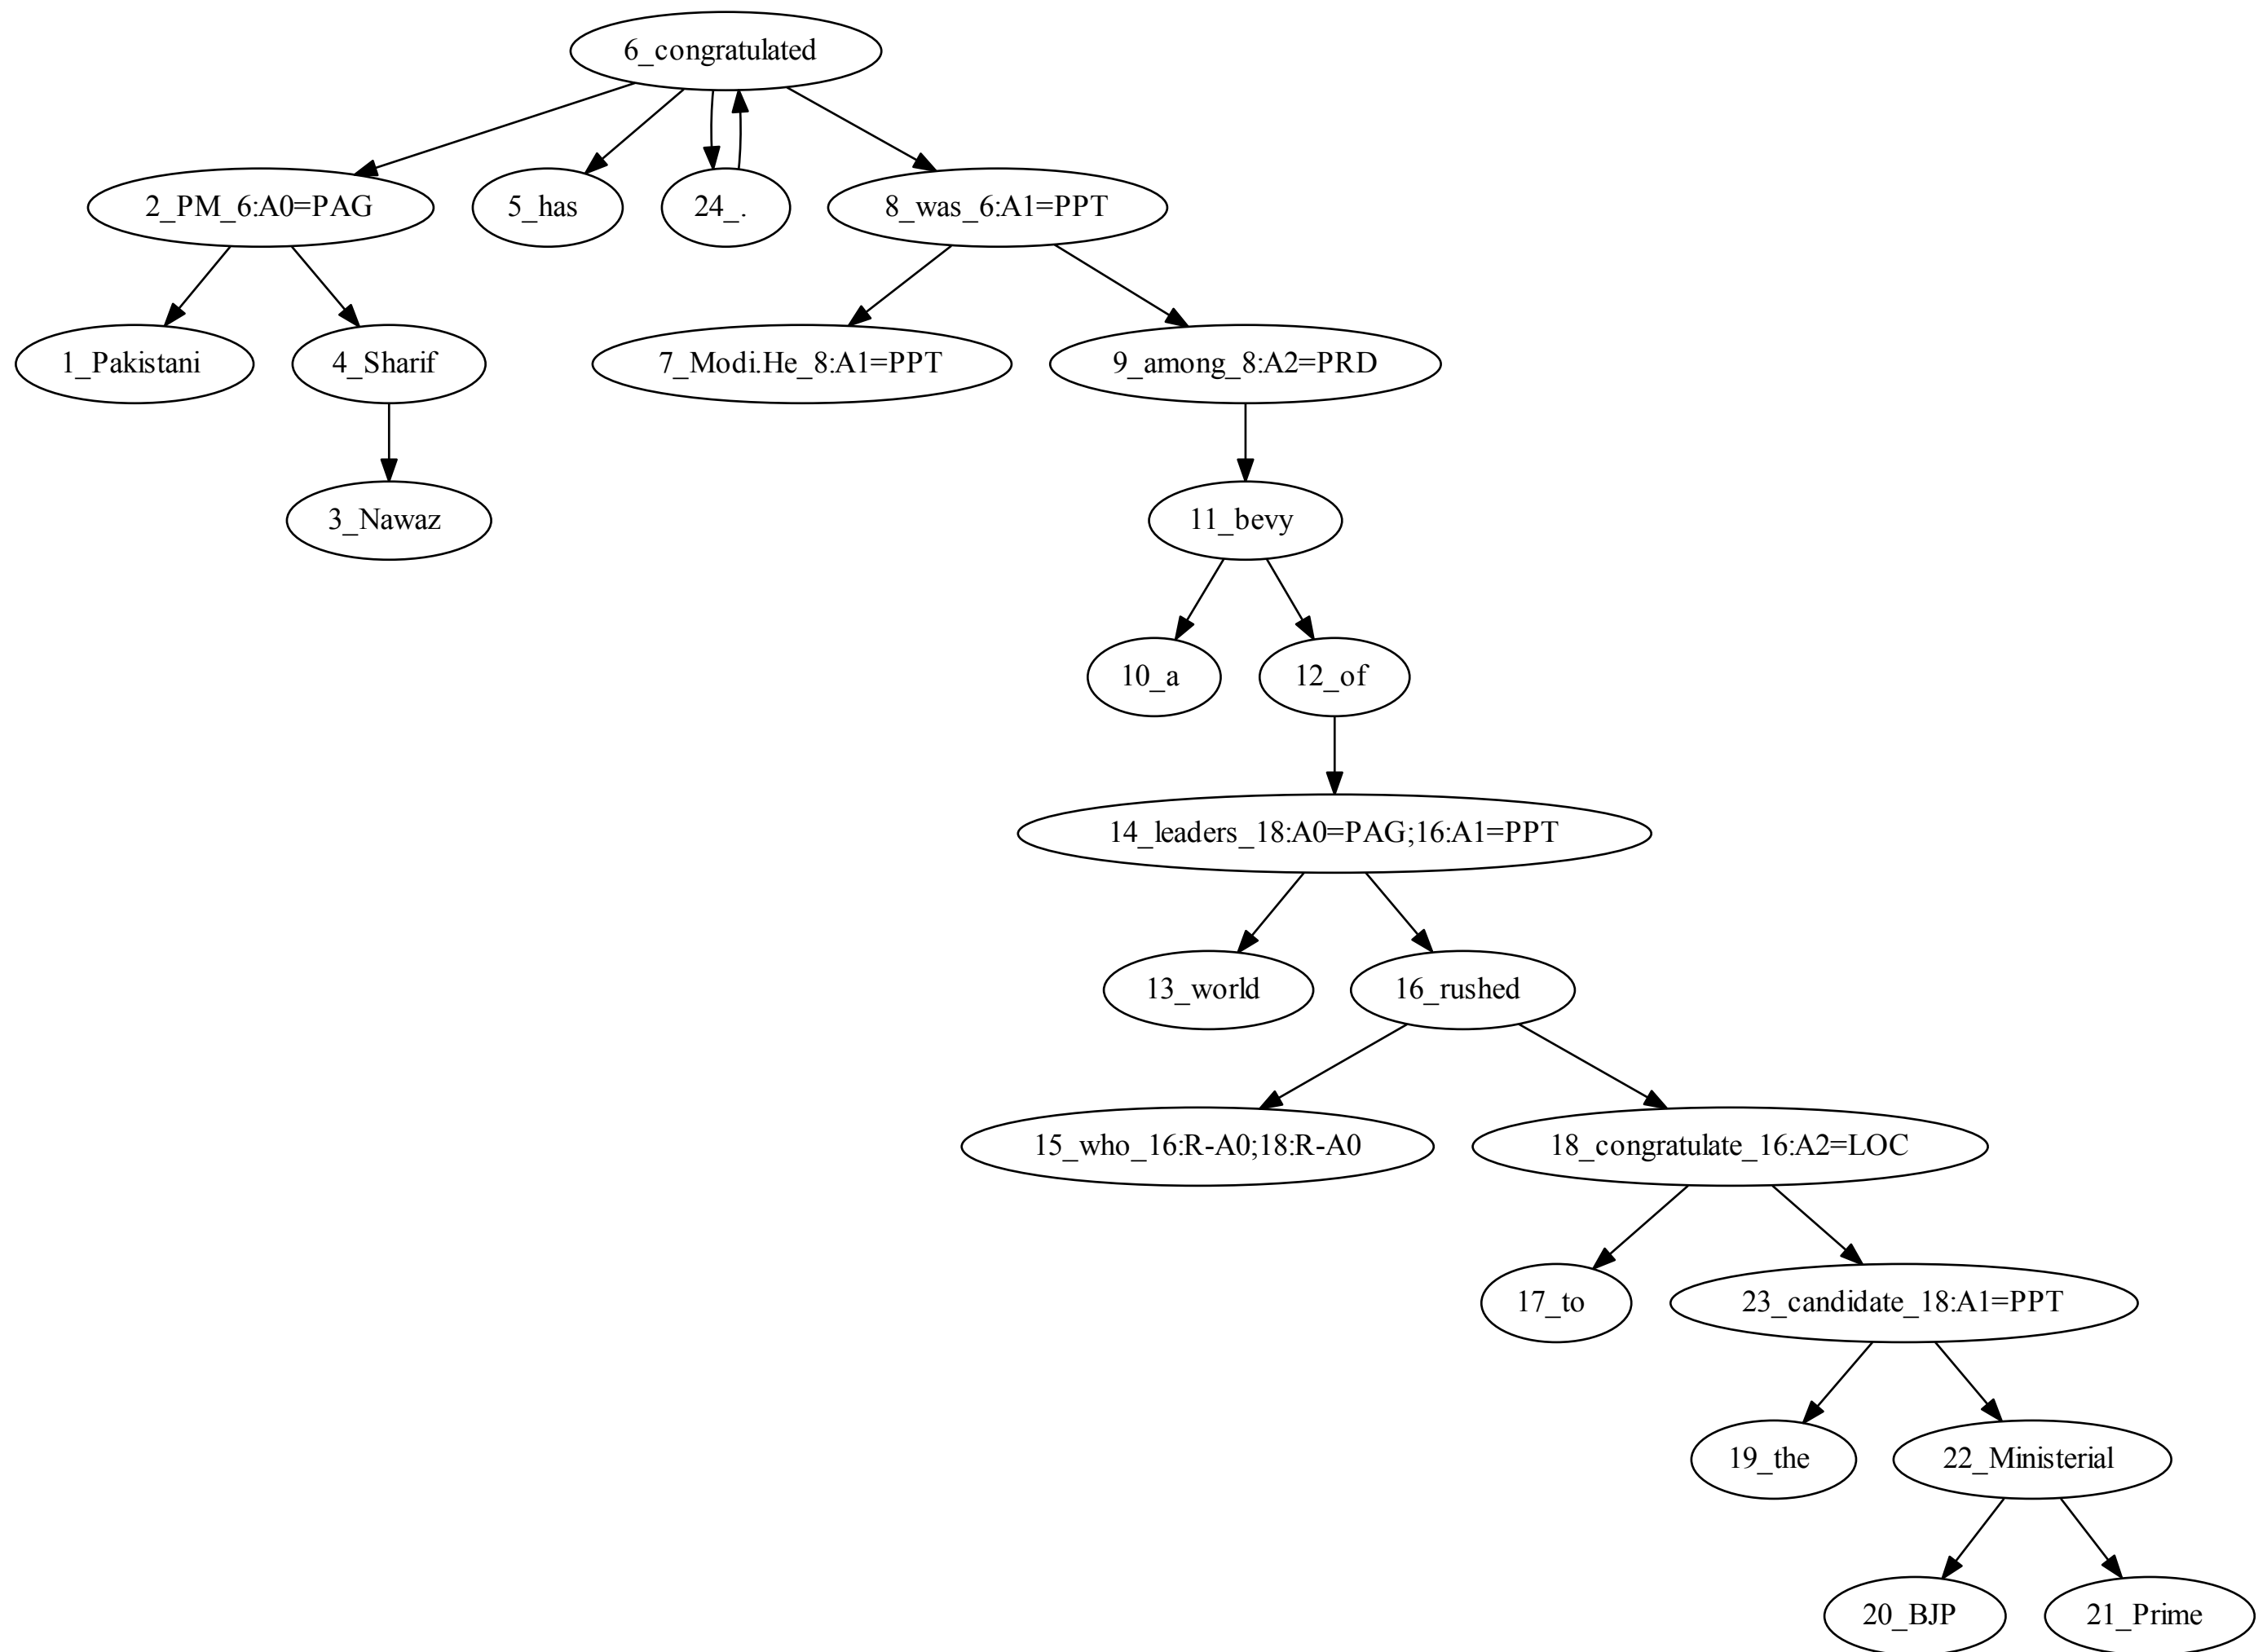 6_congratulated
2_PM_6:A0=PAG
5_has
24_.
8_was_6:A1=PPT
1_Pakistani
4_Sharif
7_Modi.He_8:A1=PPT
9_among_8:A2=PRD
3_Nawaz
11_bevy
10_a
12_of
14_leaders_18:A0=PAG;16:A1=PPT
13_world
16_rushed
15_who_16:R-A0;18:R-A0
18_congratulate_16:A2=LOC
17_to
23_candidate_18:A1=PPT
19_the
22_Ministerial
20_BJP
21_Prime